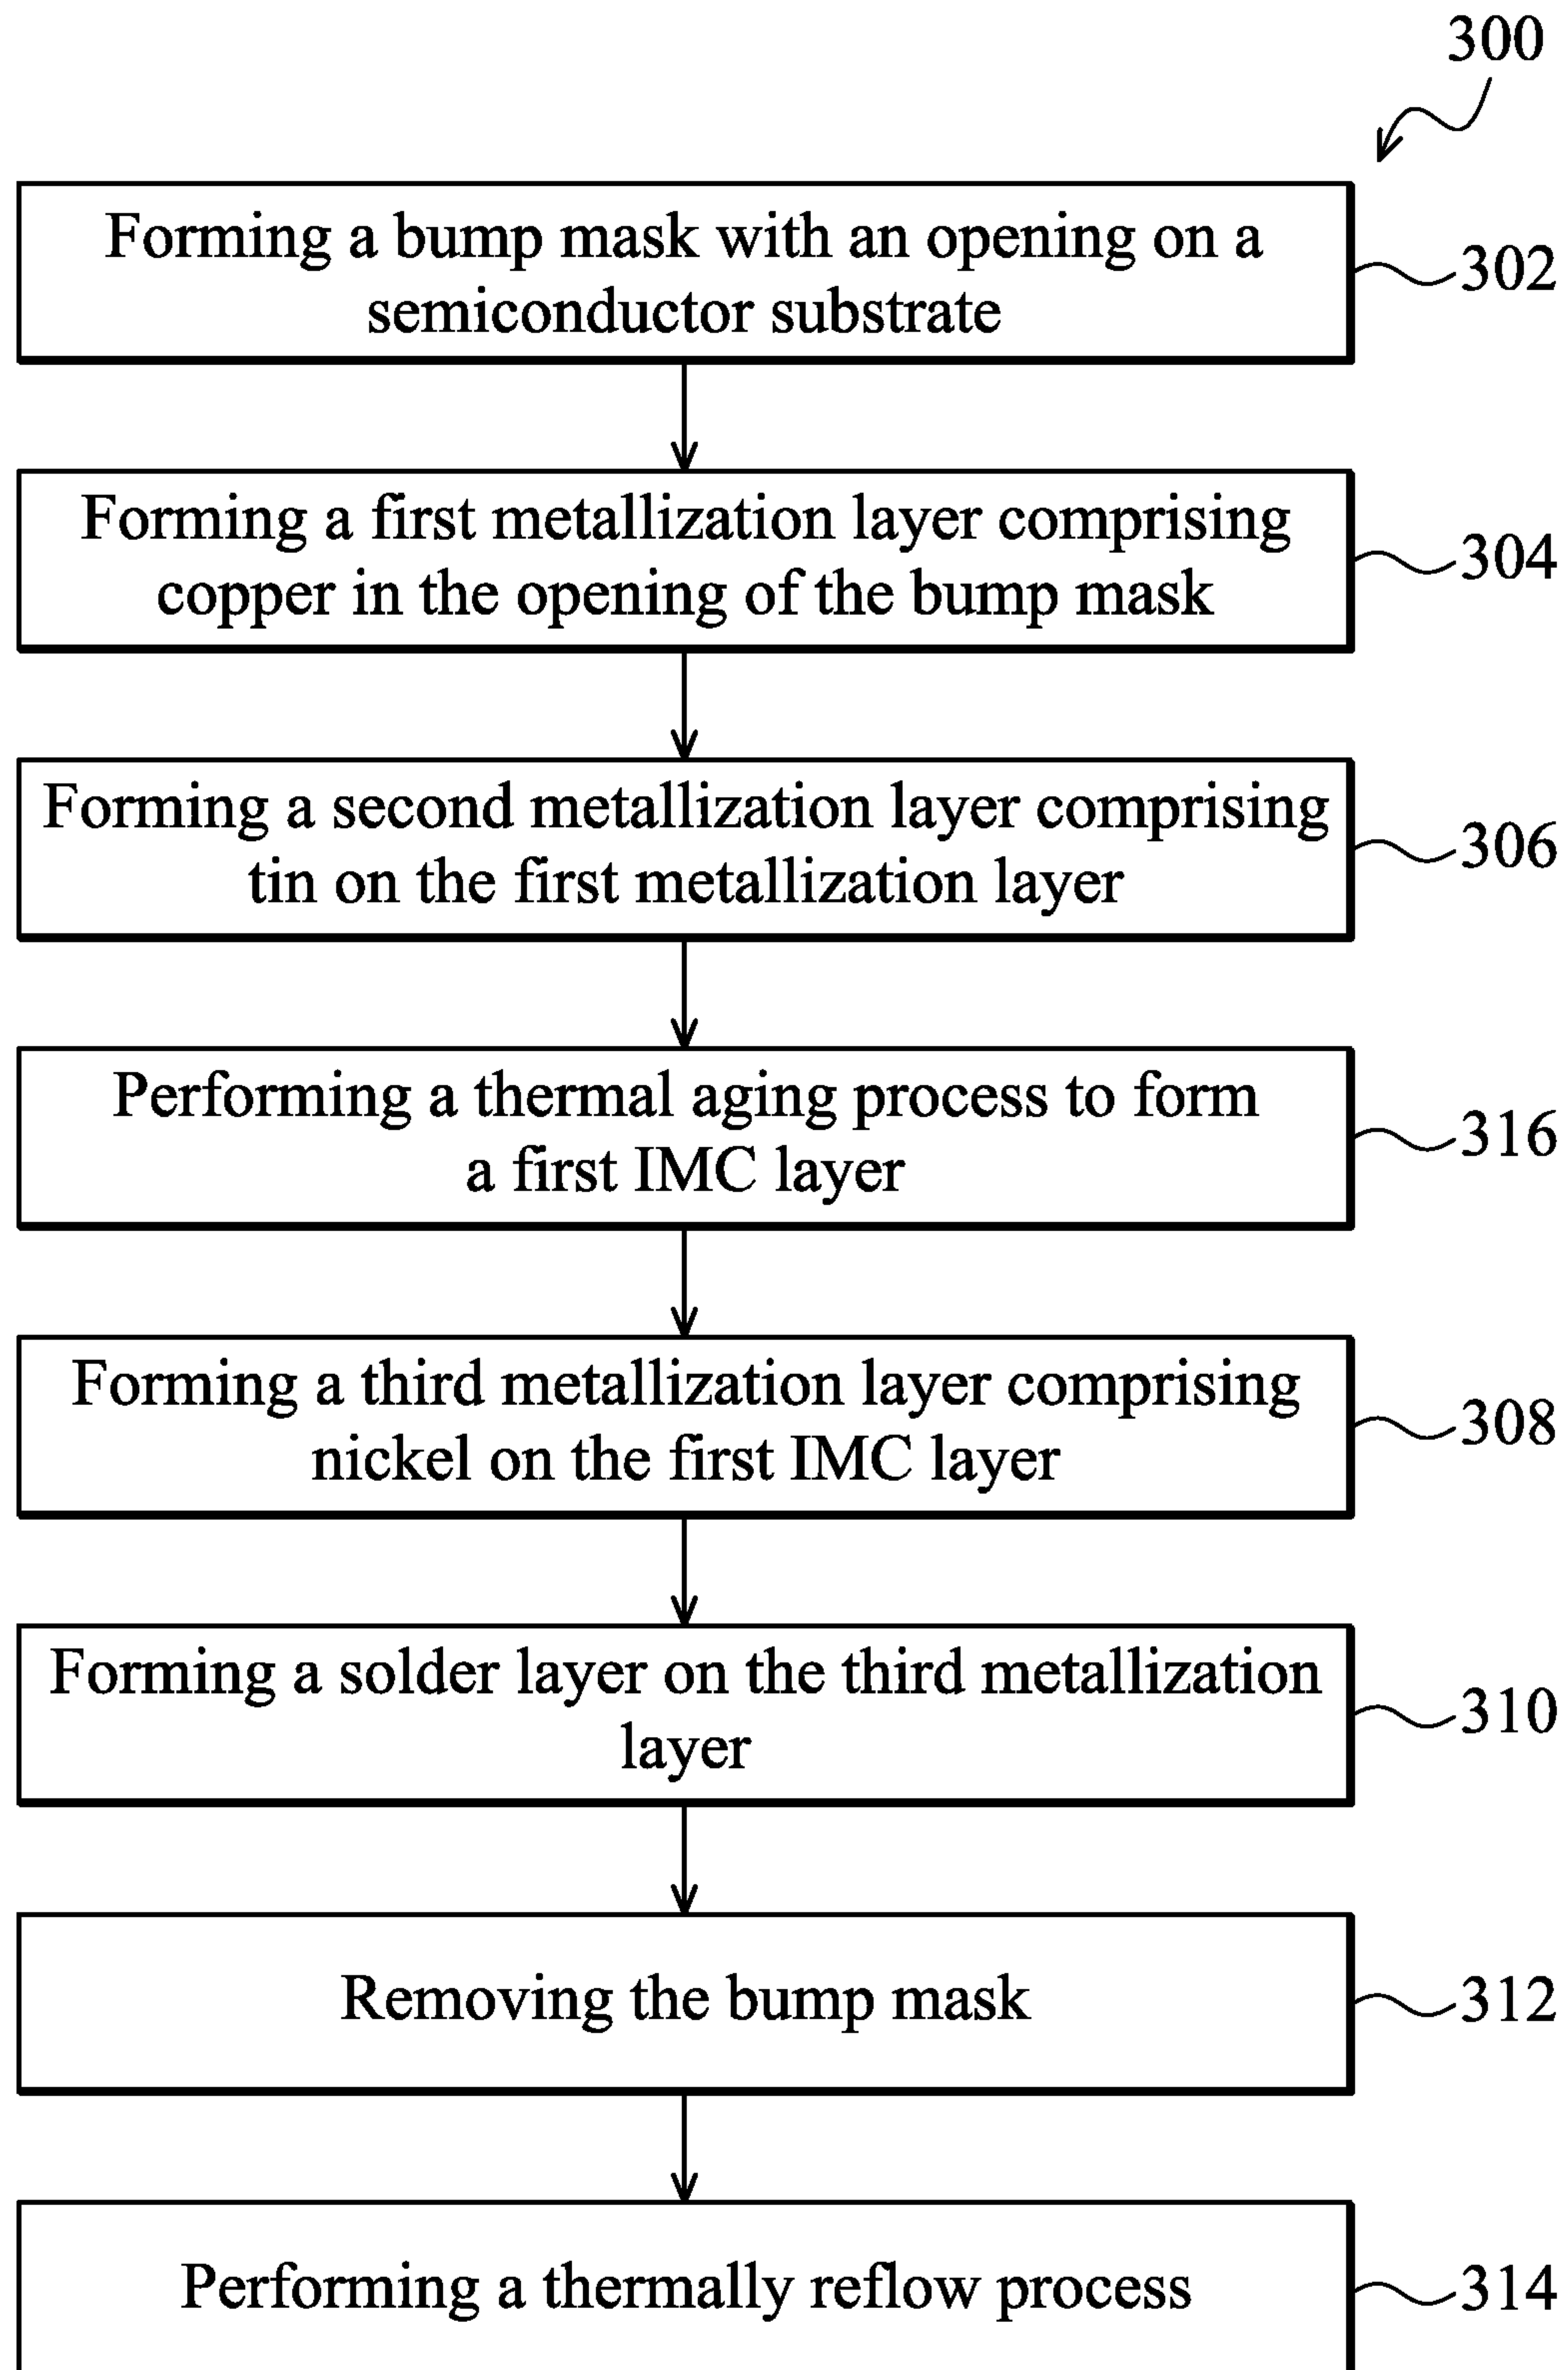 300
Forming a bump mask with an opening on a
semiconductor substrate
302
Forming a first metallization layer comprising
copper in the opening of the bump mask
304
Forming a second metallization layer comprising
tin on the first metallization layer
306
Performing a thermal aging process to form
a first IMC layer
316
Forming a third metallization layer comprising
nickel on the first IMC layer
308
Forming a solder layer on the third metallization
layer
310
Removing the bump mask
312
Performing a thermally reflow process
314